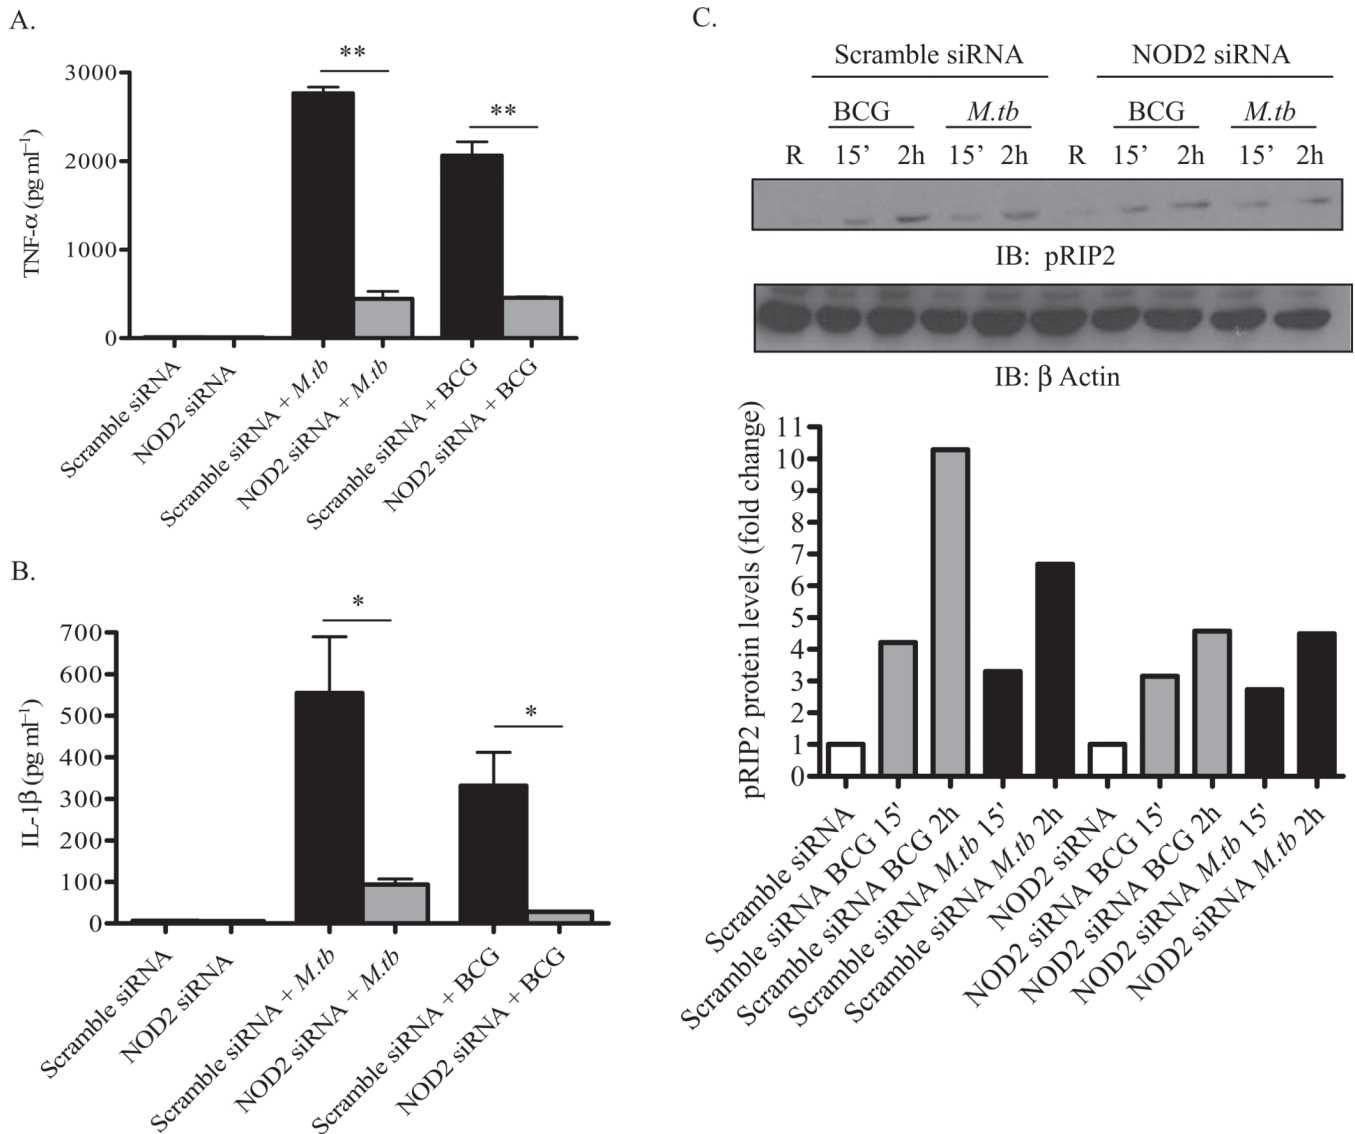 A.
**
**
3000
2000
1000
0
TNF-α (pg ml⁻¹)
Scramble siRNA
NOD2 siRNA
Scramble siRNA + M.tb
NOD2 siRNA + M.tb
Scramble siRNA + BCG
NOD2 siRNA + BCG
B.
*
*
700
600
500
400
300
200
100
0
IL-1β (pg ml⁻¹)
Scramble siRNA
NOD2 siRNA
Scramble siRNA + M.tb
NOD2 siRNA + M.tb
Scramble siRNA + BCG
NOD2 siRNA + BCG
C.
Scramble siRNA NOD2 siRNA
BCG M.tb BCG M.tb
R 15’ 2h 15’ 2h R 15’ 2h 15’ 2h
IB: pRIP2
IB: β Actin
11
10
9
8
7
6
5
4
3
2
1
0
pRIP2 protein levels (fold change)
Scramble siRNA
Scramble siRNA BCG 15'
Scramble siRNA BCG 2h
Scramble siRNA M.tb 15'
Scramble siRNA M.tb 2h
NOD2 siRNA
NOD2 siRNA BCG 15'
NOD2 siRNA BCG 2h
NOD2 siRNA M.tb 15'
NOD2 siRNA M.tb 2h